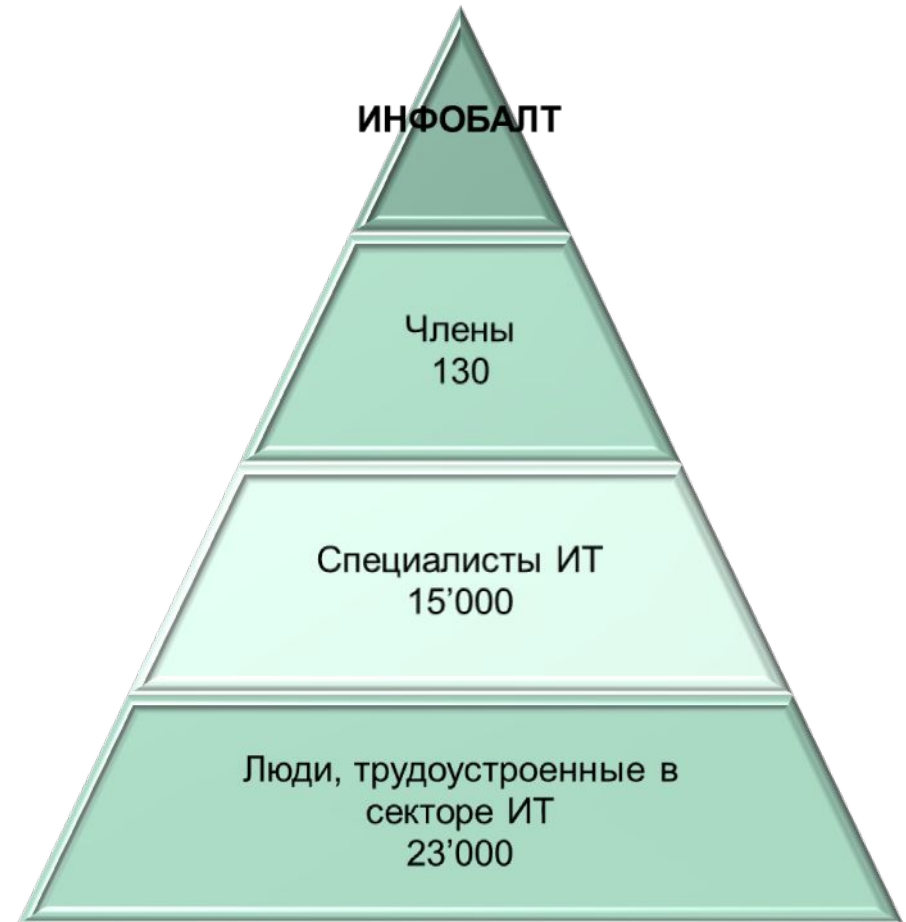 ИНФОБАЛТ
Члены
130
Специалисты ИТ
15’000
Люди, трудоустроенные в
секторе ИТ
23’000